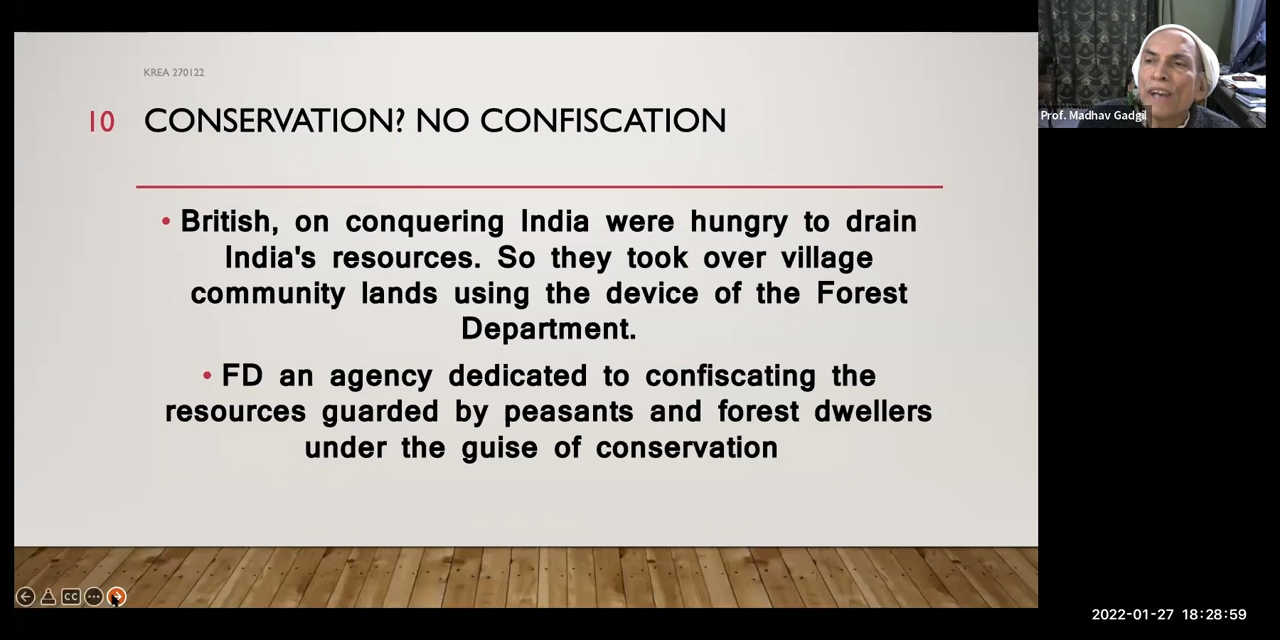 KREA 270122
10 CONSERVATION? NO CONFISCATION
• British, on conquering India were hungry to drain
India's resources. So they took over village
community lands using the device of the Forest
Department.
• FD an agency dedicated to confiscating the
resources guarded by peasants and forest dwellers
under the guise of conservation
CC
Prof. Madhav Gadgil
2022-01-27 18:28:59